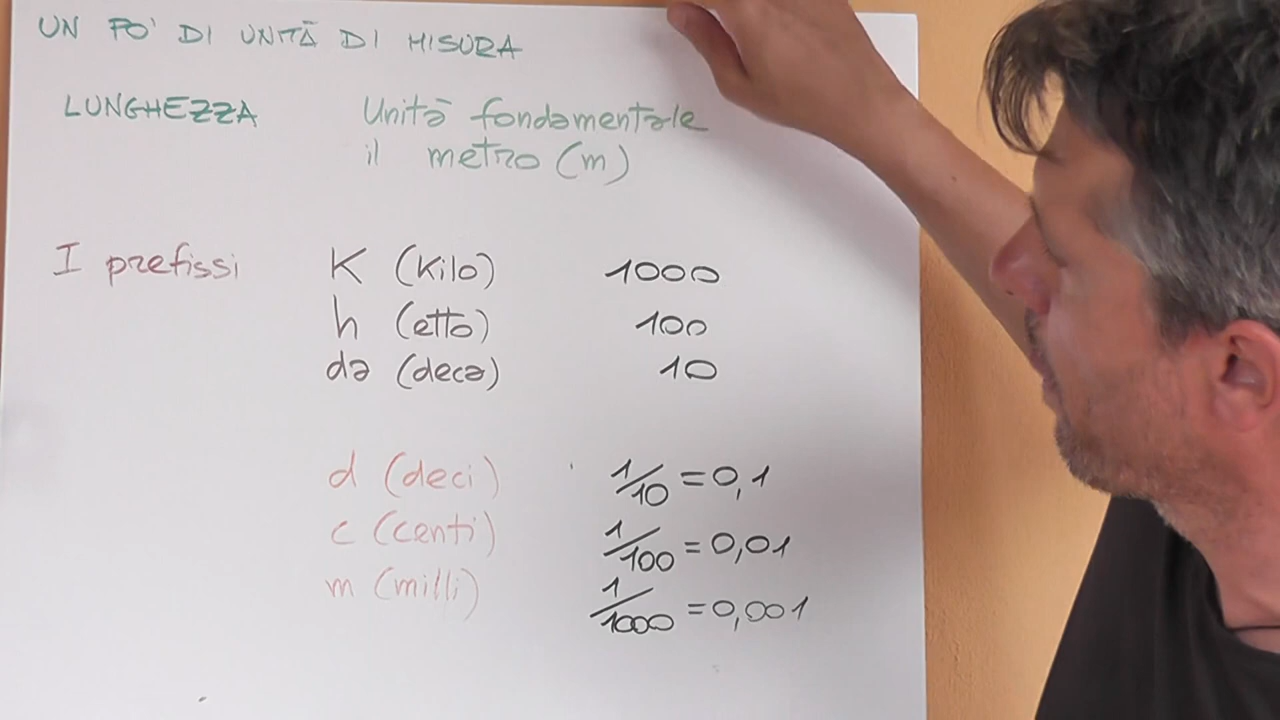 UN PO' DI UNITÀ DI MISURA
LUNGHEZZA Unità fondamentale
il metro (m)
I prefissi K (Kilo) 1000
h (etto) 100
da (deca) 10
d (deci) 1/10 = 0,1
c (centi) 1/100 = 0,01
m (milli) 1/1000 = 0,001